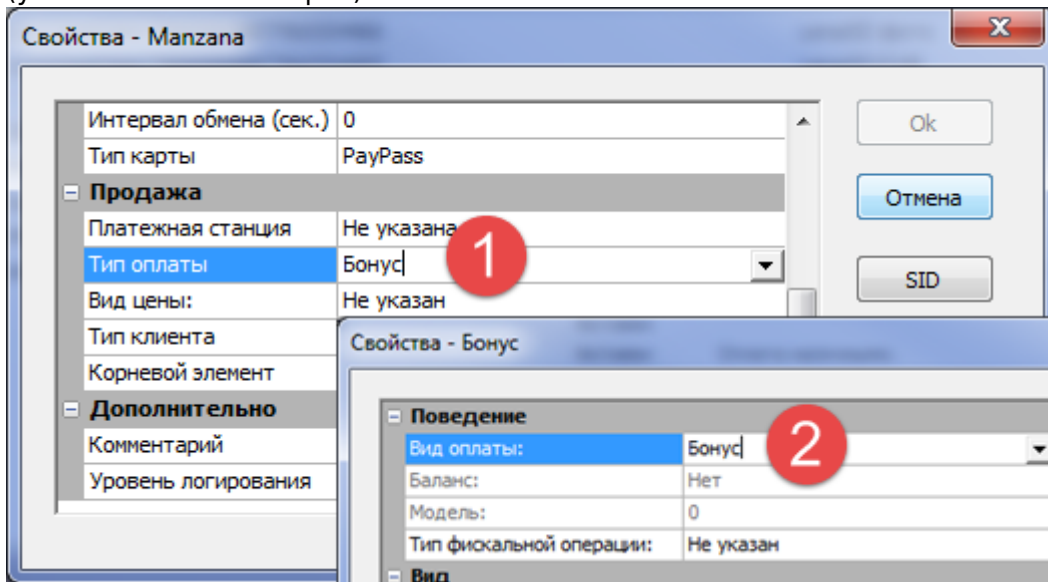 Свойства - Manzana
Интервал обмена (сек.) 0
Тип карты PayPass
Продажа
Платежная станция Не указана
Тип оплаты Бонус
Вид цены: Не указан
Тип клиента
Корневой элемент
Дополнительно
Комментарий
Уровень логирования
Ok
Отмена
SID
1
Свойства - Бонус
Поведение
Вид оплаты: Бонус
Баланс: Нет
Модель: 0
Тип фискальной операции: Не указан
Вид
2